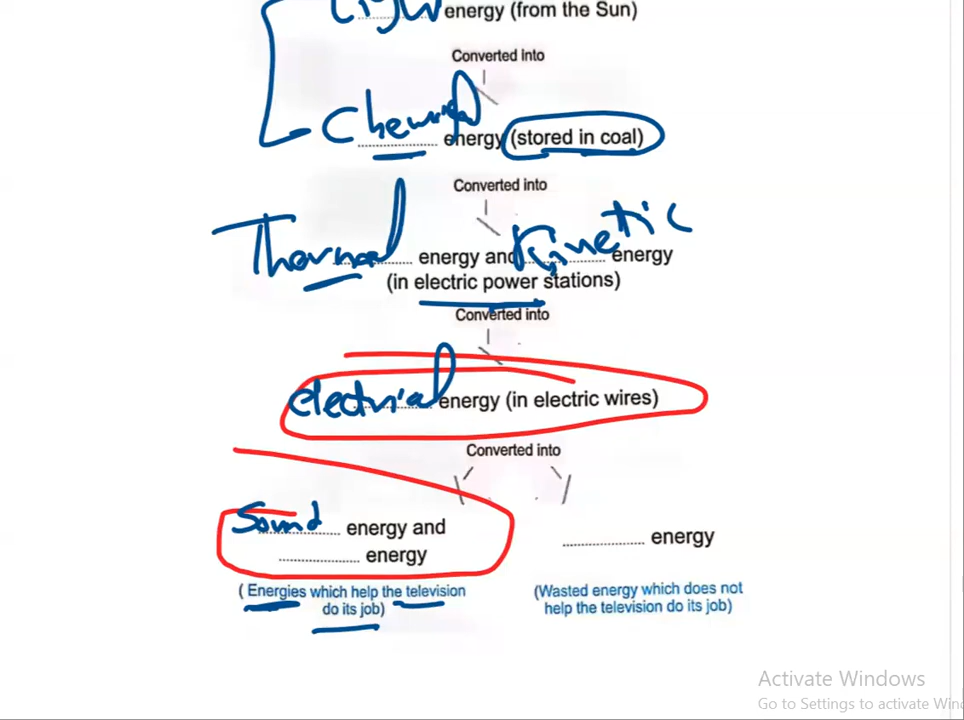 Light energy (from the Sun)
Converted into
Chemical energy (stored in coal)
Converted into
Thermal energy and Kinetic energy
(in electric power stations)
Converted into
electrical energy (in electric wires)
Converted into
Sound energy and
.................. energy
.................. energy
( Energies which help the television
do its job)
(Wasted energy which does not
help the television do its job)
Activate Windows
Go to Settings to activate Win